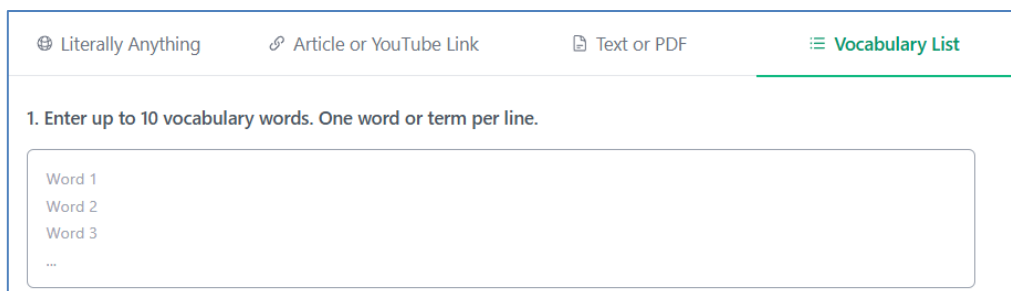 Literally Anything Article or YouTube Link Text or PDF Vocabulary List
1. Enter up to 10 vocabulary words. One word or term per line.
Word 1
Word 2
Word 3
...